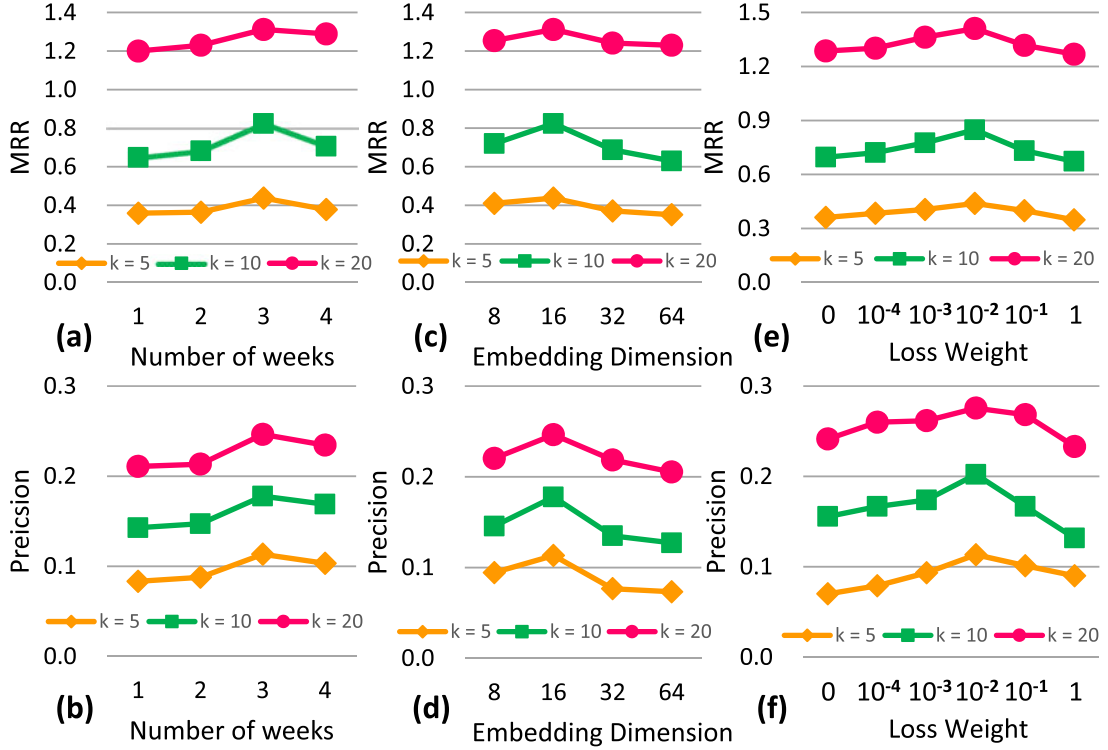 1.4
1.2
1.0
0.8
0.6
0.4
0.2
0.0
MRR
k = 5 k = 10 k = 20
1 2 3 4
(a)
Number of weeks
1.4
1.2
1.0
0.8
0.6
0.4
0.2
0.0
MRR
k = 5 k = 10 k = 20
8 16 32 64
(c)
Embedding Dimension
1.5
1.2
0.9
0.6
0.3
0.0
MRR
k = 5 k = 10 k = 20
0 10⁻⁴ 10⁻³ 10⁻² 10⁻¹ 1
(e)
Loss Weight
0.3
0.2
0.1
0.0
Preicsion
k = 5 k = 10 k = 20
1 2 3 4
(b)
Number of weeks
0.3
0.2
0.1
0.0
Precision
k = 5 k = 10 k = 20
8 16 32 64
(d)
Embedding Dimension
0.3
0.2
0.1
0.0
Precision
k = 5 k = 10 k = 20
0 10⁻⁴ 10⁻³ 10⁻² 10⁻¹ 1
(f)
Loss Weight